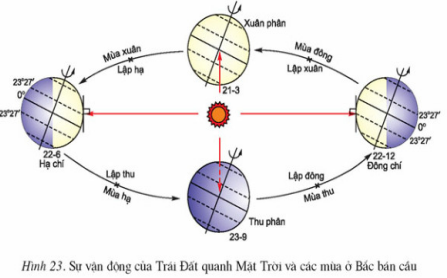 Xuân phân
Mùa xuân
Lập hạ
Mùa đông
Lập xuân
21-3
23°27'
0°
23°27'
22-6
Hạ chí
23°27'
0°
23°27'
22-12
Đông chí
Lập thu
Mùa hạ
Lập đông
Mùa thu
Thu phân
23-9
Hình 23. Sự vận động của Trái Đất quanh Mặt Trời và các mùa ở Bắc bán cầu